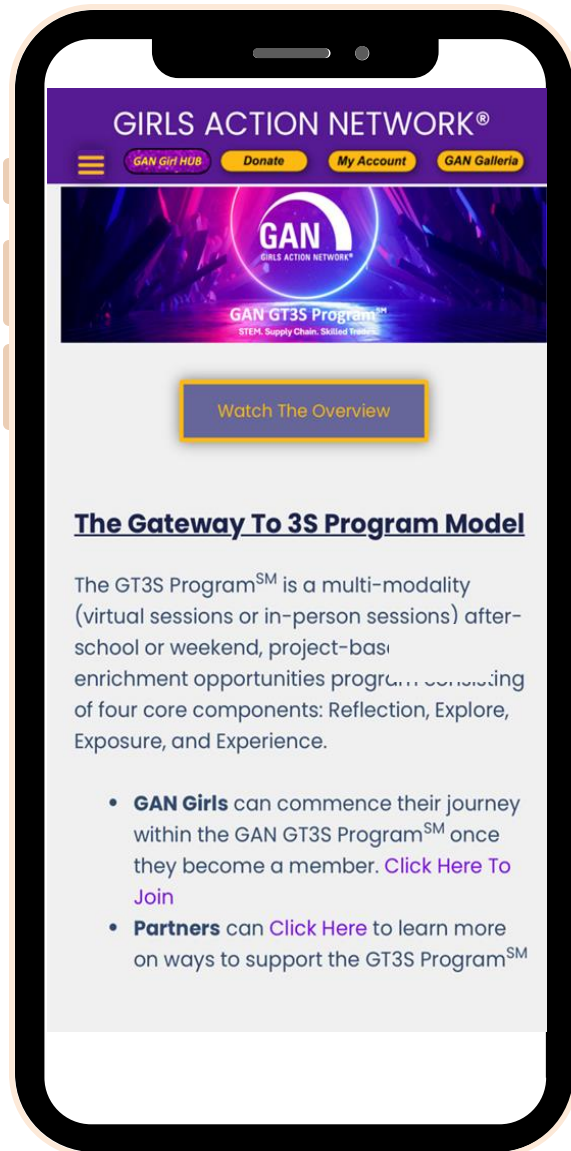 GIRLS ACTION NETWORK®
GAN Girl HUB Donate My Account GAN Galleria
GAN
GIRLS ACTION NETWORK®
GAN GT3S Program℠
STEM. Supply Chain. Skilled Trades.
Watch The Overview
The Gateway To 3S Program Model
The GT3S Program℠ is a multi-modality
(virtual sessions or in-person sessions) after-
school or weekend,
enrichment opportunities
of four core components: Reflection, Explore,
Exposure, and Experience.
• GAN Girls can commence their journey
within the GAN GT3S Program℠ once
they become a member. Click Here To
Join
• Partners can Click Here to learn more
on ways to support the GT3S Program℠